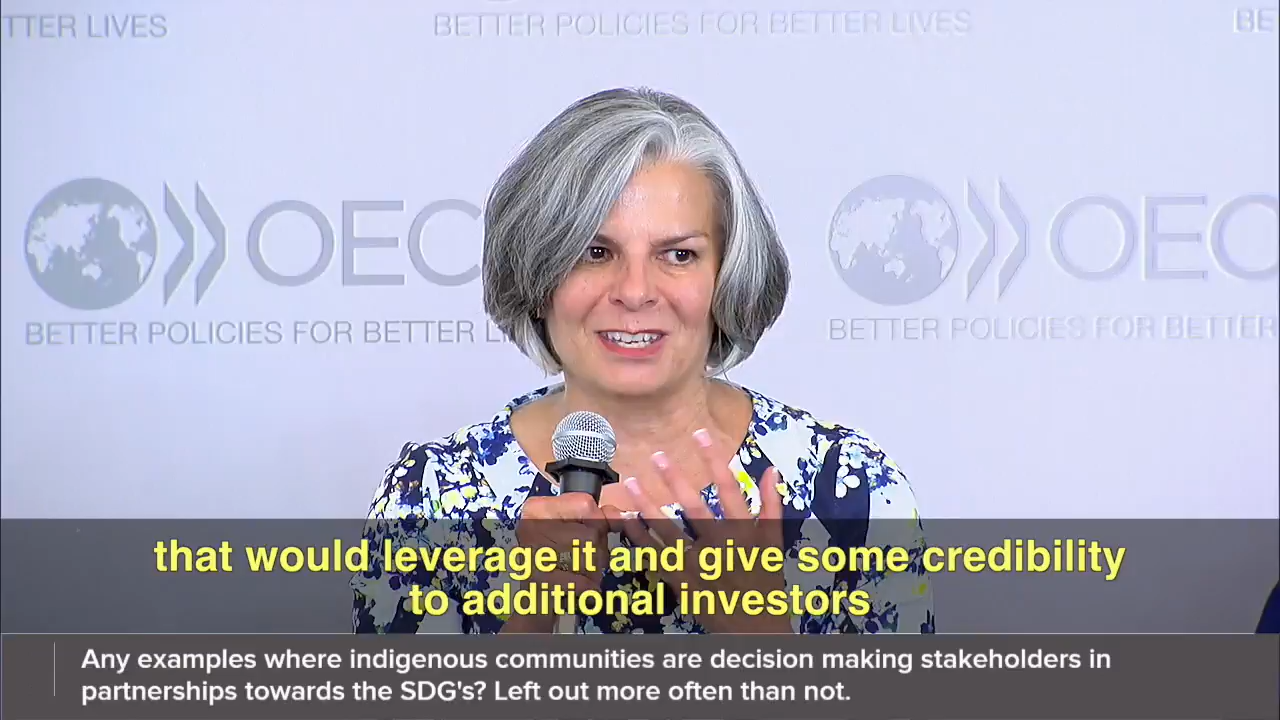 TTER LIVES
BETTER POLICIES FOR BETTER LIVES
BE
OEC
OEC
BETTER POLICIES FOR BETTER LI
BETTER POLICIES FOR BETTER
that would leverage it and give some credibility
to additional investors
Any examples where indigenous communities are decision making stakeholders in
partnerships towards the SDG's? Left out more often than not.